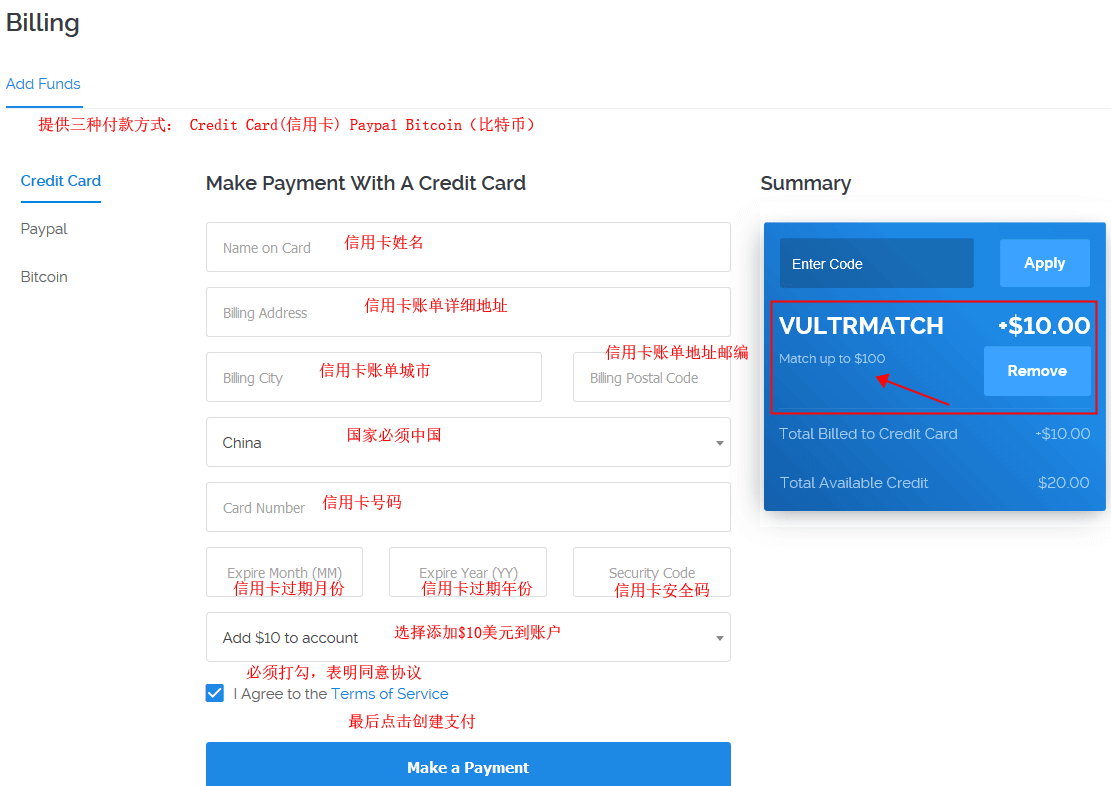 Billing
Add Funds
提供三种付款方式: Credit Card(信用卡) Paypal Bitcoin（比特币）
Credit Card
Paypal
Bitcoin
Make Payment With A Credit Card
Name on Card 信用卡姓名
Billing Address 信用卡账单详细地址
Billing City 信用卡账单城市
信用卡账单地址邮编
Billing Postal Code
China 国家必须中国
Card Number 信用卡号码
Expire Month (MM) Expire Year (YY) Security Code
信用卡过期月份 信用卡过期年份 信用卡安全码
Add $10 to account 选择添加$10美元到账户
必须打勾，表明同意协议
I Agree to the Terms of Service
最后点击创建支付
Make a Payment
Summary
Enter Code Apply
VULTRMATCH +$10.00
Match up to $100 Remove
Total Billed to Credit Card +$10.00
Total Available Credit $20.00